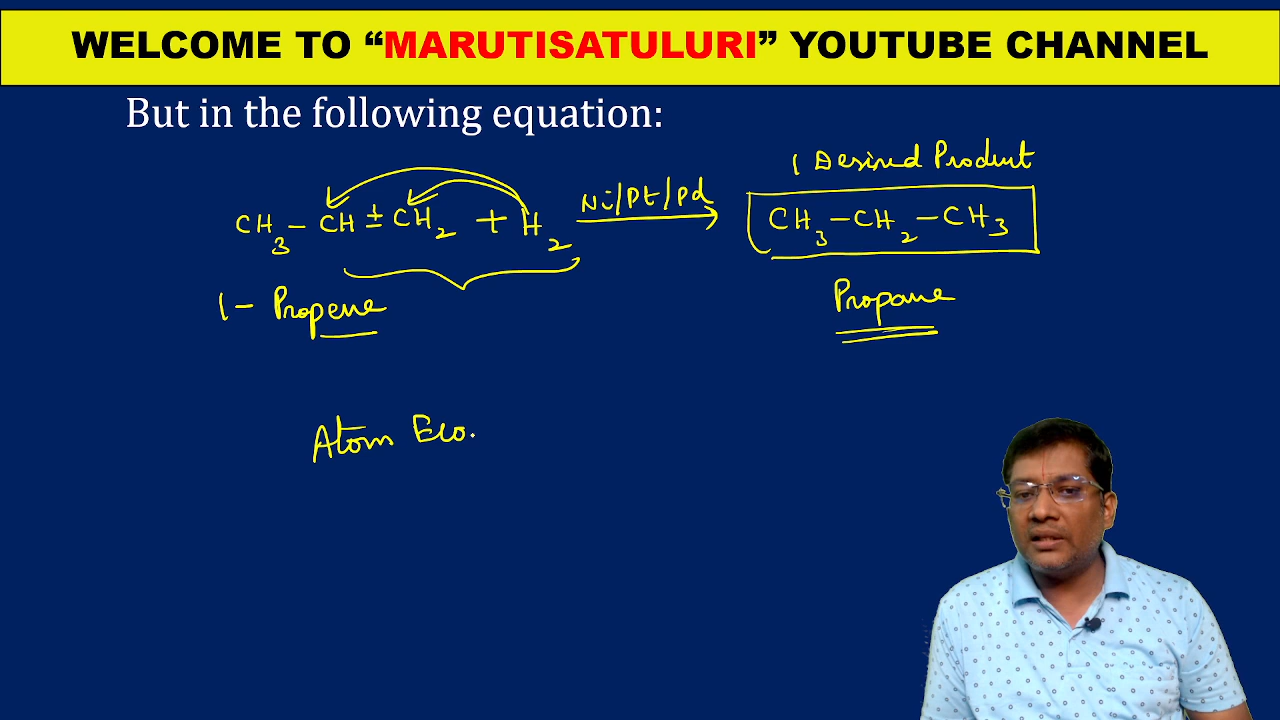 WELCOME TO “MARUTISATULURI” YOUTUBE CHANNEL
But in the following equation:
1 Desired Product
CH3 – CH = CH2 + H2 Ni/Pt/Pd CH3 – CH2 – CH3
1 – Propene
Propane
Atom Eco.